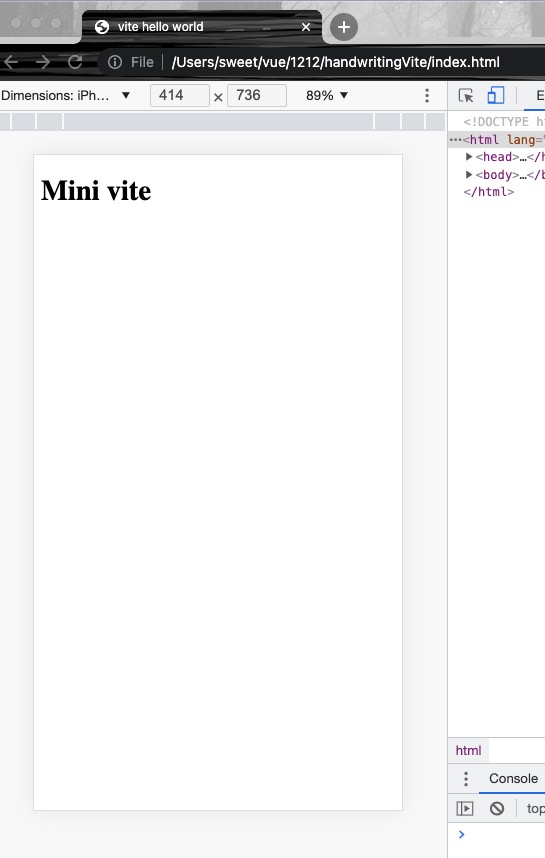 vite hello world
File /Users/sweet/vue/1212/handwritingVite/index.html
Dimensions: iPh... 414 × 736 89%
Mini vite
<!DOCTYPE h
<html lang="
<head>…</h
<body>…</b
</html>
html
Console
top